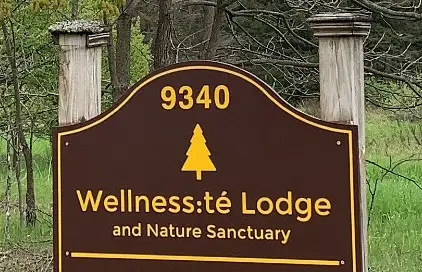 9340
Wellness:té Lodge
and Nature Sanctuary